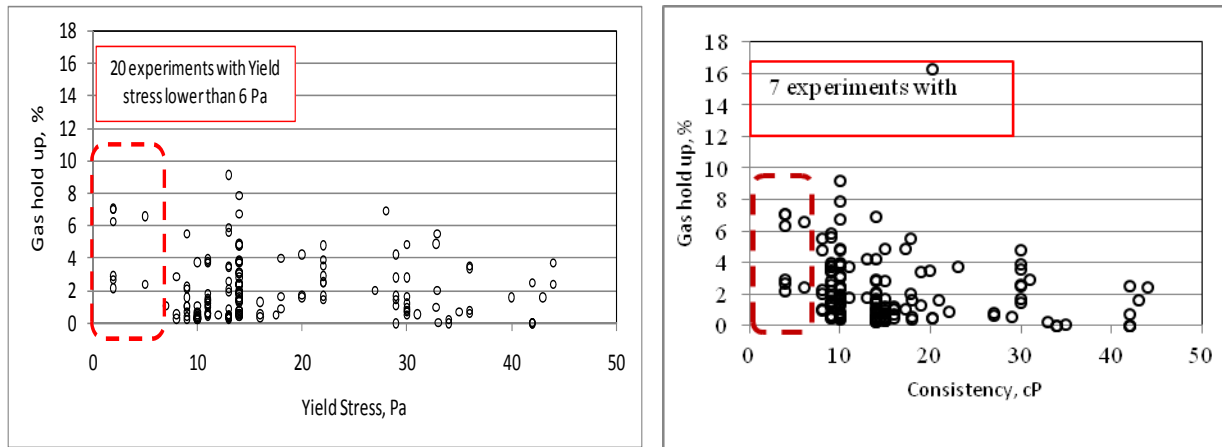 18
16
14
12
10
8
6
4
2
0
Gas hold up, %
20 experiments with Yield
stress lower than 6 Pa
0 10 20 30 40 50
Yield Stress, Pa
18
16
14
12
10
8
6
4
2
0
Gas hold up, %
7 experiments with
0 10 20 30 40 50
Consistency, cP